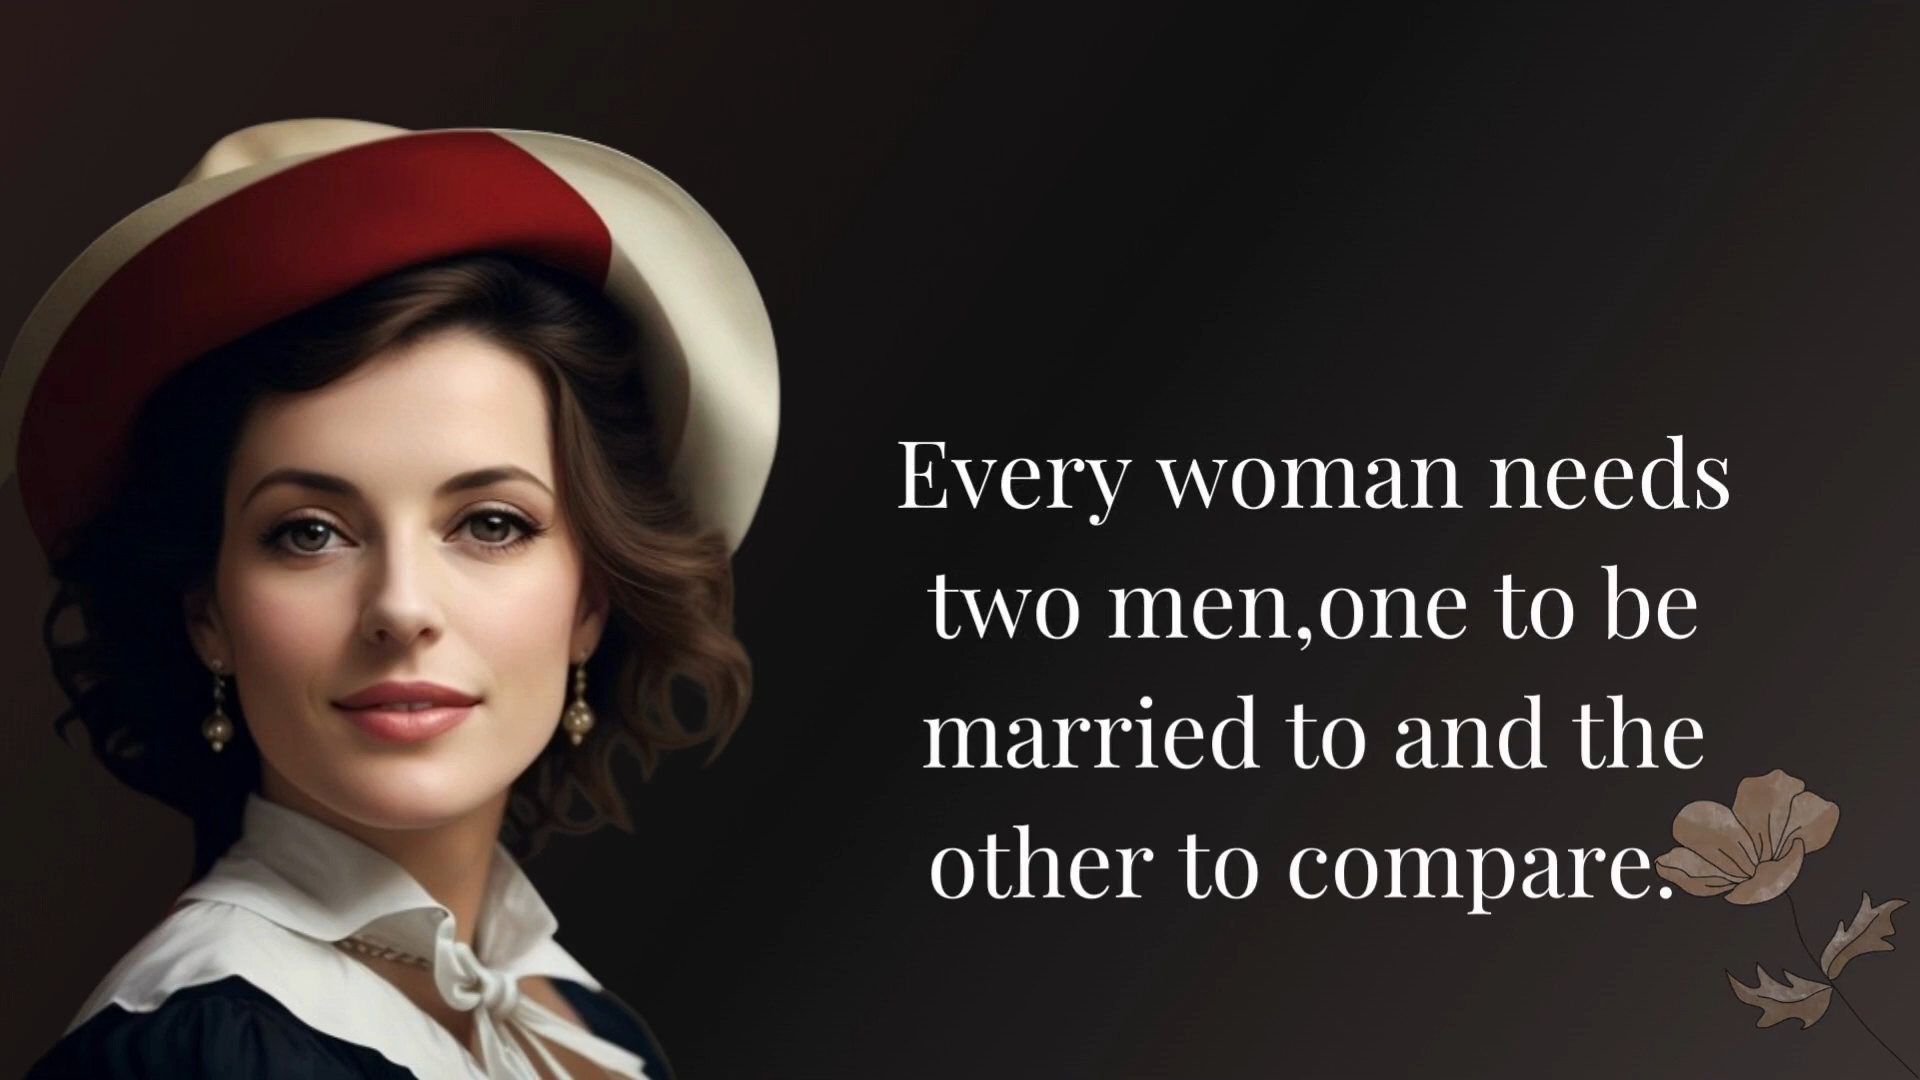 Every woman needs
two men,one to be
married to and the
other to compare.